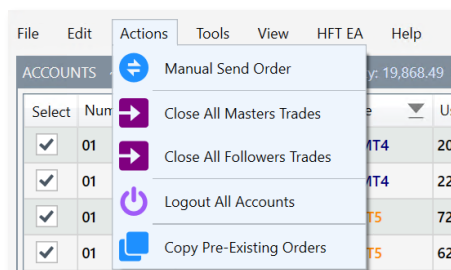 File Edit Actions Tools View HFT EA Help
ACCOUNTS y: 19,868.49
Manual Send Order
Select Num
Close All Masters Trades
01 MT4 20
Close All Followers Trades
01 MT4 22
Logout All Accounts
01 T5 72
Copy Pre-Existing Orders
01 T5 62